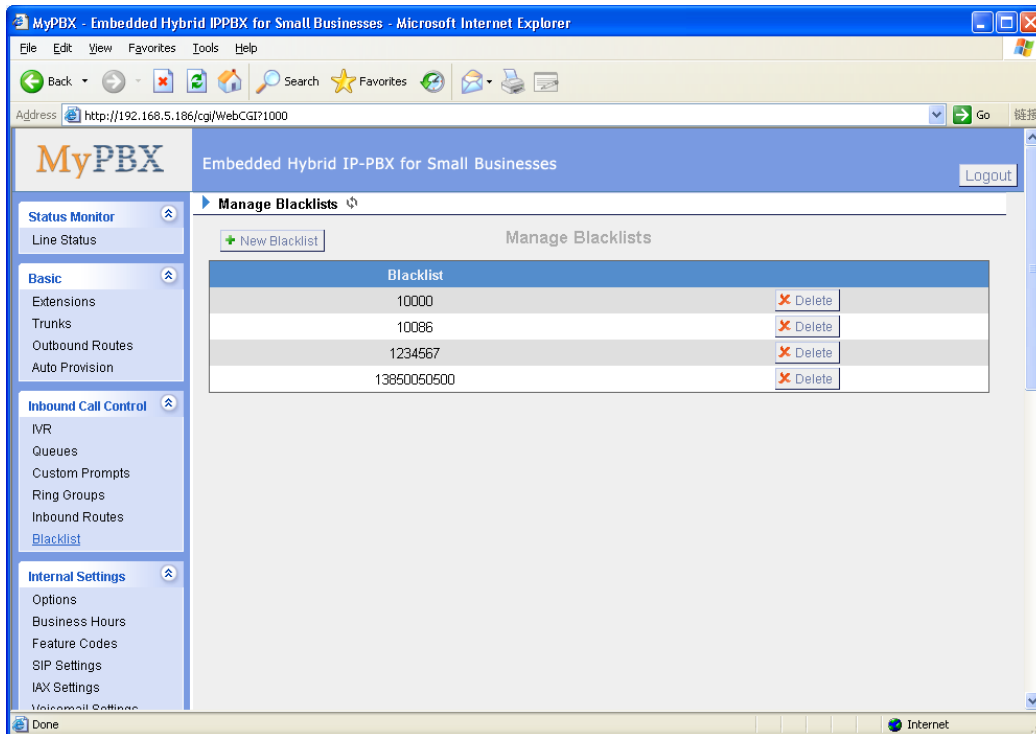 MyPBX - Embedded Hybrid IPPBX for Small Businesses - Microsoft Internet Explorer
File Edit View Favorites Tools Help
Back Search Favorites
Address http://192.168.5.186/cgi/WebCGI?1000 Go 链接
MyPBX
Embedded Hybrid IP-PBX for Small Businesses
Logout
Status Monitor
Line Status
Basic
Extensions
Trunks
Outbound Routes
Auto Provision
Inbound Call Control
IVR
Queues
Custom Prompts
Ring Groups
Inbound Routes
Blacklist
Internal Settings
Options
Business Hours
Feature Codes
SIP Settings
IAX Settings
Voicemail Settings
Manage Blacklists
New Blacklist
Manage Blacklists
Blacklist
10000 Delete
10086 Delete
1234567 Delete
13850050500 Delete
Done Internet